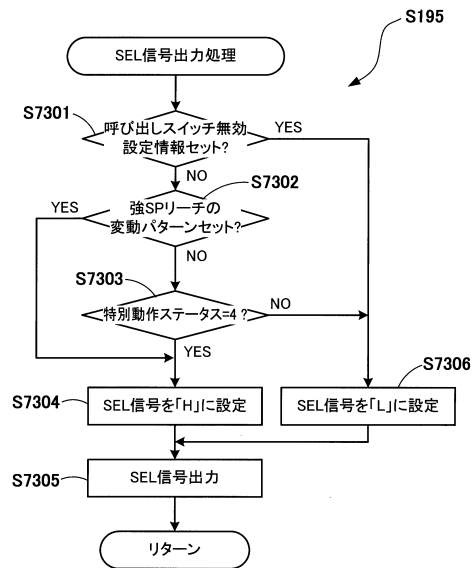 S195
SEL信号出力処理
S7301
呼び出しスイッチ無効
設定情報セット?
YES
NO
S7302
YES
強SPリーチの
変動パターンセット?
NO
S7303
特別動作ステータス=4 ?
NO
YES
S7306
S7304
SEL信号を「H」に設定
SEL信号を「L」に設定
S7305
SEL信号出力
リターン